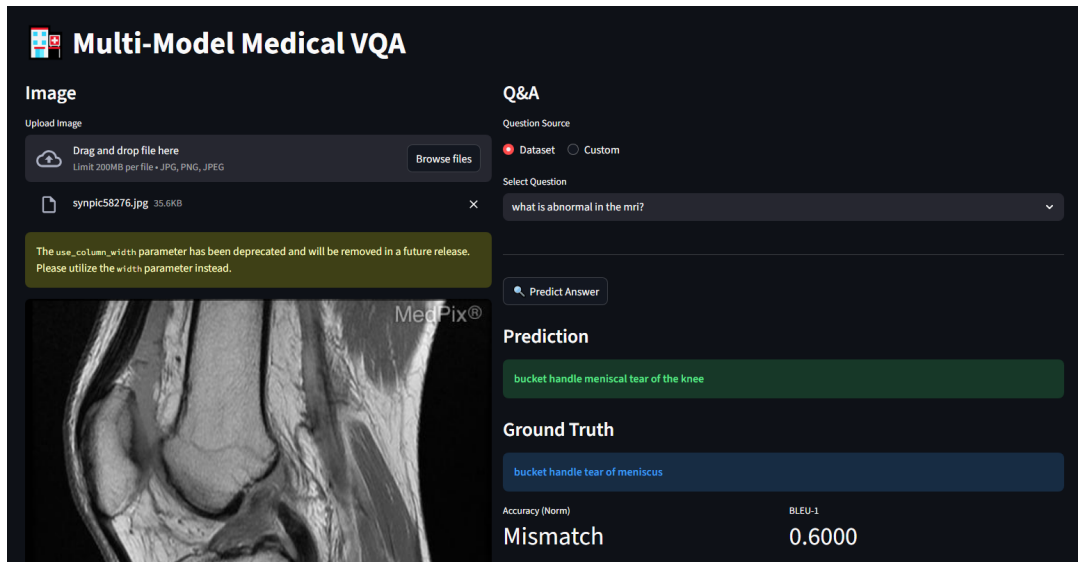 Multi-Model Medical VQA
Image
Upload Image
Drag and drop file here
Limit 200MB per file • JPG, PNG, JPEG
Browse files
synpic58276.jpg 35.6KB
The use_column_width parameter has been deprecated and will be removed in a future release.
Please utilize the width parameter instead.
MedPix®
Q&A
Question Source
Dataset
Custom
Select Question
what is abnormal in the mri?
Predict Answer
Prediction
bucket handle meniscal tear of the knee
Ground Truth
bucket handle tear of meniscus
Accuracy (Norm)
Mismatch
BLEU-1
0.6000